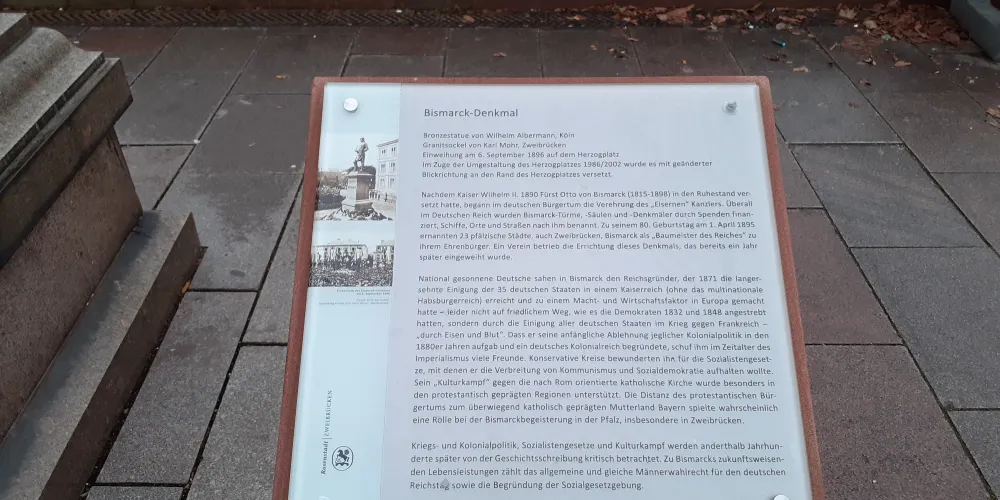 Bismarck-Denkmal
Bronzestatue von Wilhelm Albermann, Köln
Granitsockel von Karl Mohr, Zweibrücken
Einweihung am 6. September 1896 auf dem Herzogplatz
Im Zuge der Umgestaltung des Herzogplatzes 1986/2002 wurde es mit geänderter
Blickrichtung an den Rand des Herzogplatzes versetzt.
Nachdem Kaiser Wilhelm II. 1890 Fürst Otto von Bismarck (1815-1898) in den Ruhestand ver-
setzt hatte, begann im deutschen Bürgertum die Verehrung des „Eisernen“ Kanzlers. Überall
im Deutschen Reich wurden Bismarck-Türme, -Säulen und -Denkmäler durch Spenden finan-
ziert, Schiffe, Orte und Straßen nach ihm benannt. Zu seinem 80. Geburtstag am 1. April 1895
ernannten 23 pfälzische Städte, auch Zweibrücken, Bismarck als „Baumeister des Reiches“ zu
ihrem Ehrenbürger. Ein Verein betrieb die Errichtung dieses Denkmals, das bereits ein Jahr
später eingeweiht wurde.
National gesonnene Deutsche sahen in Bismarck den Reichsgründer, der 1871 die langer-
sehnte Einigung der 35 deutschen Staaten in einem Kaiserreich (ohne das multinationale
Habsburgerreich) erreicht und zu einem Macht- und Wirtschaftsfaktor in Europa gemacht
hatte – leider nicht auf friedlichem Weg, wie es die Demokraten 1832 und 1848 angestrebt
hatten, sondern durch die Einigung aller deutschen Staaten im Krieg gegen Frankreich –
„durch Eisen und Blut“. Dass er seine anfängliche Ablehnung jeglicher Kolonialpolitik in den
1880er Jahren aufgab und ein deutsches Kolonialreich begründete, schuf ihm im Zeitalter des
Imperialismus viele Freunde. Konservative Kreise bewunderten ihn für die Sozialistengeset-
ze, mit denen er die Verbreitung von Kommunismus und Sozialdemokratie aufhalten wollte.
Sein „Kulturkampf“ gegen die nach Rom orientierte katholische Kirche wurde besonders in
den protestantisch geprägten Regionen unterstützt. Die Distanz des protestantischen Bür-
gertums zum überwiegend katholisch geprägten Mutterland Bayern spielte wahrscheinlich
eine Rolle bei der Bismarckbegeisterung in der Pfalz, insbesondere in Zweibrücken.
Kriegs- und Kolonialpolitik, Sozialistengesetze und Kulturkampf werden anderthalb Jahrhun-
derte später von der Geschichtsschreibung kritisch betrachtet. Zu Bismarcks zukunftsweisen-
den Lebensleistungen zählt das allgemeine und gleiche Männerwahlrecht für den deutschen
Reichstag sowie die Begründung der Sozialgesetzgebung.
Rosenstadt | ZWEIBRÜCKEN